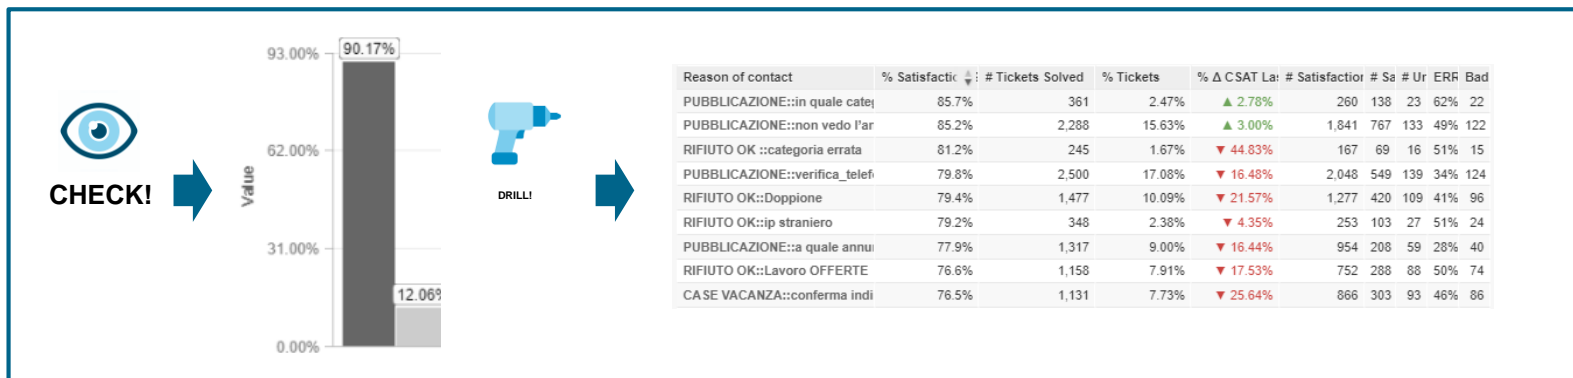 CHECK!
93.00%
90.17%
62.00%
Value
31.00%
12.06%
0.00%
DRILL!
Reason of contact % Satisfactic # Tickets Solved % Tickets % Δ CSAT La: # Satisfaction # Sa # Ur ERR Bad
PUBBLICAZIONE::in quale cate 85.7% 361 2.47% ▲ 2.78% 260 138 23 62% 22
PUBBLICAZIONE::non vedo l'ar 85.2% 2,288 15.63% ▲ 3.00% 1,841 767 133 49% 122
RIFIUTO OK ::categoria errata 81.2% 245 1.67% ▼ 44.83% 167 69 16 51% 15
PUBBLICAZIONE::verifica_telef 79.8% 2,500 17.08% ▼ 16.48% 2,048 549 139 34% 124
RIFIUTO OK::Doppione 79.4% 1,477 10.09% ▼ 21.57% 1,277 420 109 41% 96
RIFIUTO OK::ip straniero 79.2% 348 2.38% ▼ 4.35% 253 103 27 51% 24
PUBBLICAZIONE::a quale annu 77.9% 1,317 9.00% ▼ 16.44% 954 208 59 28% 40
RIFIUTO OK::Lavoro OFFERTE 76.6% 1,158 7.91% ▼ 17.53% 752 288 88 50% 74
CASE VACANZA::conferma indi 76.5% 1,131 7.73% ▼ 25.64% 866 303 93 46% 86